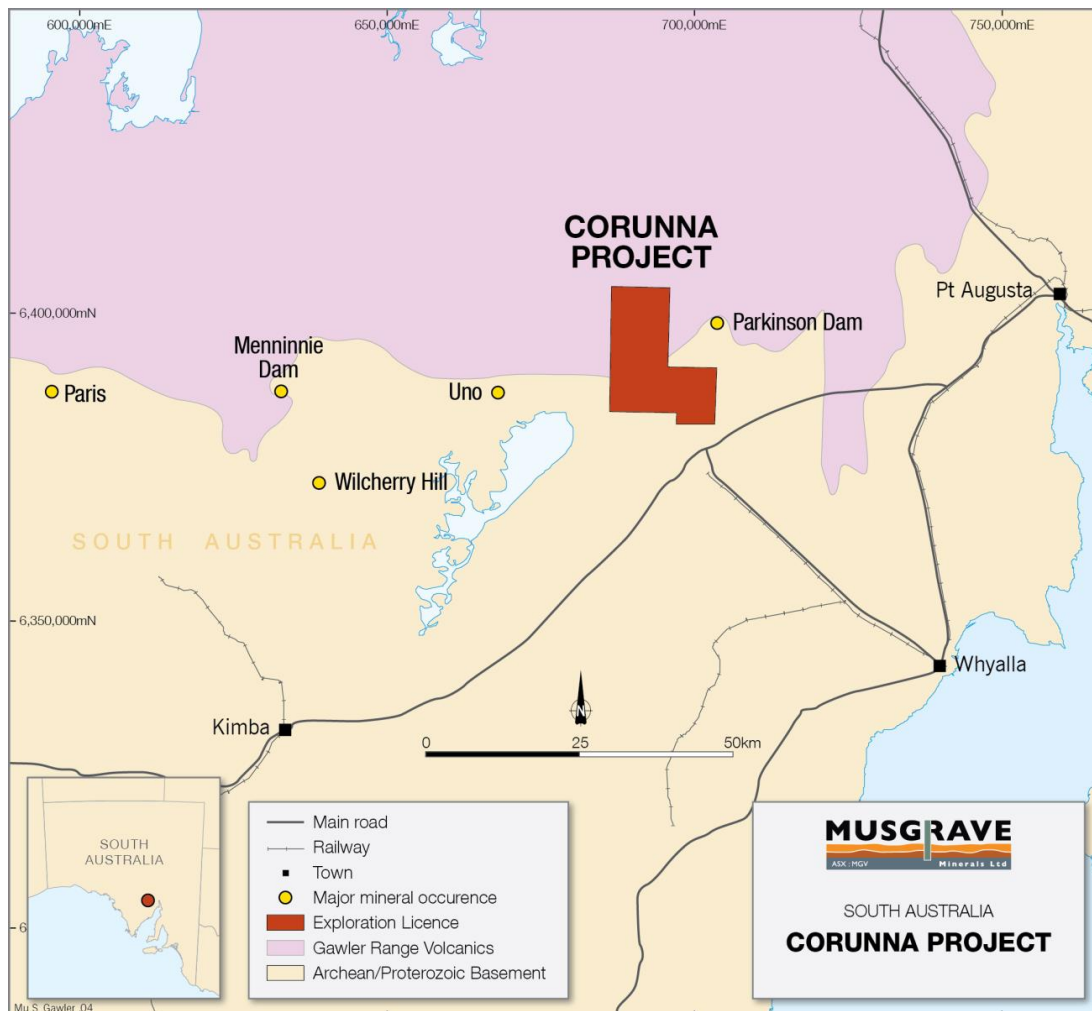 600,000mE
650,000mE
700,000mE
750,000mE
CORUNNA
PROJECT
Pt Augusta
6,400,000mN
Parkinson Dam
Menninnie
Dam
Paris
Uno
Wilcherry Hill
SOUTH AUSTRALIA
6,350,000mN
Whyalla
Kimba
N
0
25
50km
SOUTH
AUSTRALIA
Main road
Railway
Town
Major mineral occurence
Exploration Licence
Gawler Range Volcanics
Archean/Proterozoic Basement
MUSGRAVE
ASX : MGV
Minerals Ltd
SOUTH AUSTRALIA
CORUNNA PROJECT
6
Mu S. Gawler_04